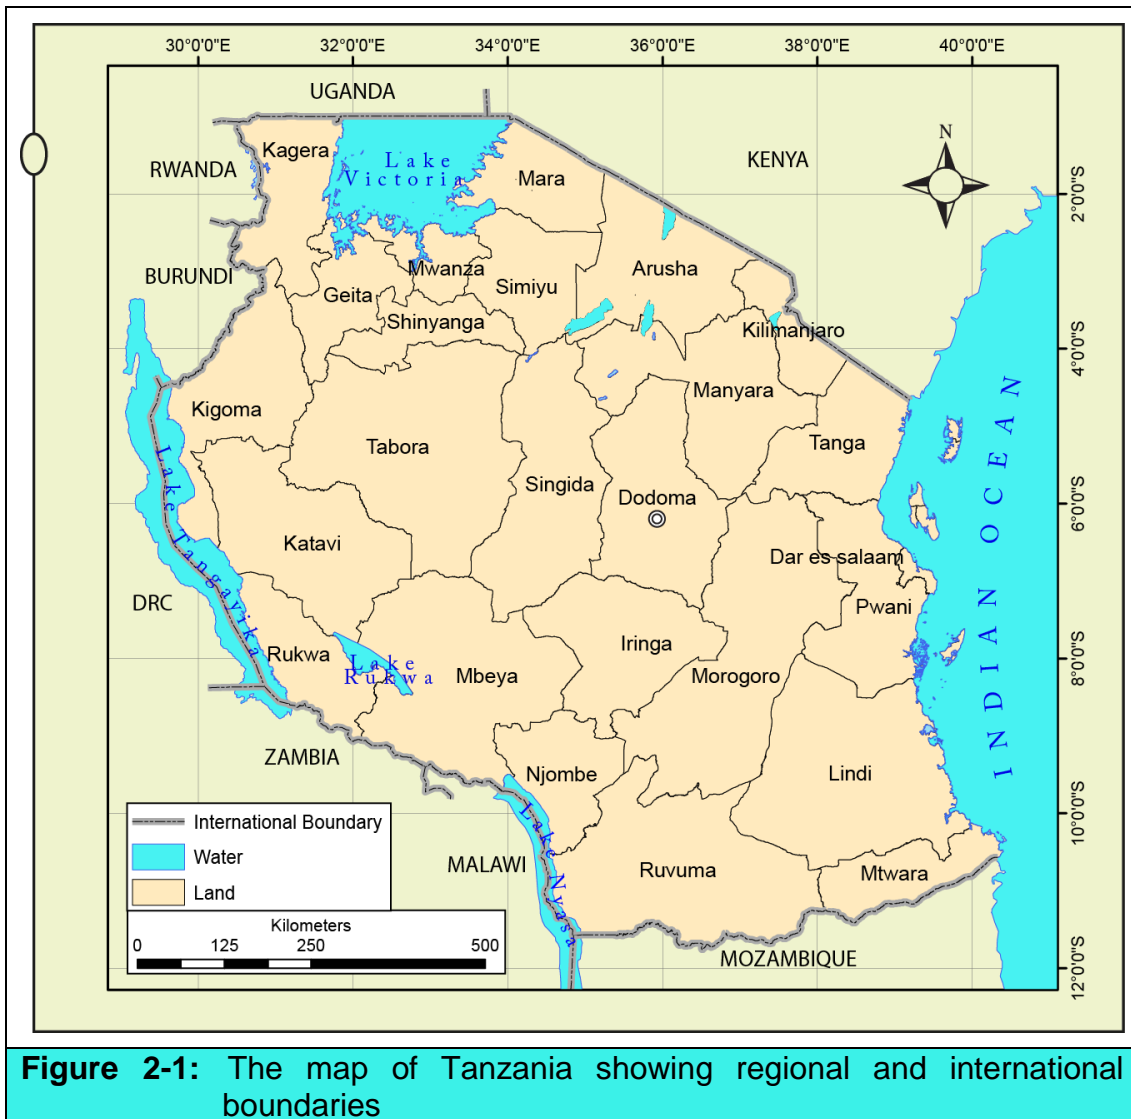 30°0'0"E 32°0'0"E 34°0'0"E 36°0'0"E 38°0'0"E 40°0'0"E
UGANDA
N
Kagera
Lake
Victoria
KENYA
RWANDA
Mara
2°0'0"S
BURUNDI
Mwanza
Arusha
Geita
Simiyu
Shinyanga
Kilimanjaro
4°0'0"S
Manyara
Kigoma
Tabora
Tanga
Singida
Dodoma
6°0'0"S
Katavi
Dar es salaam
Lake Tangayika
INDIAN OCEAN
DRC
Pwani
Iringa
Rukwa
Lake
Rukwa
Mbeya
Morogoro
8°0'0"S
ZAMBIA
Njombe
Lindi
International Boundary
10°0'0"S
Water
Lake Nyasa
MALAWI
Ruvuma
Mtwara
Land
Kilometers
0 125 250 500
MOZAMBIQUE
12°0'0"S
Figure 2-1: The map of Tanzania showing regional and international
boundaries